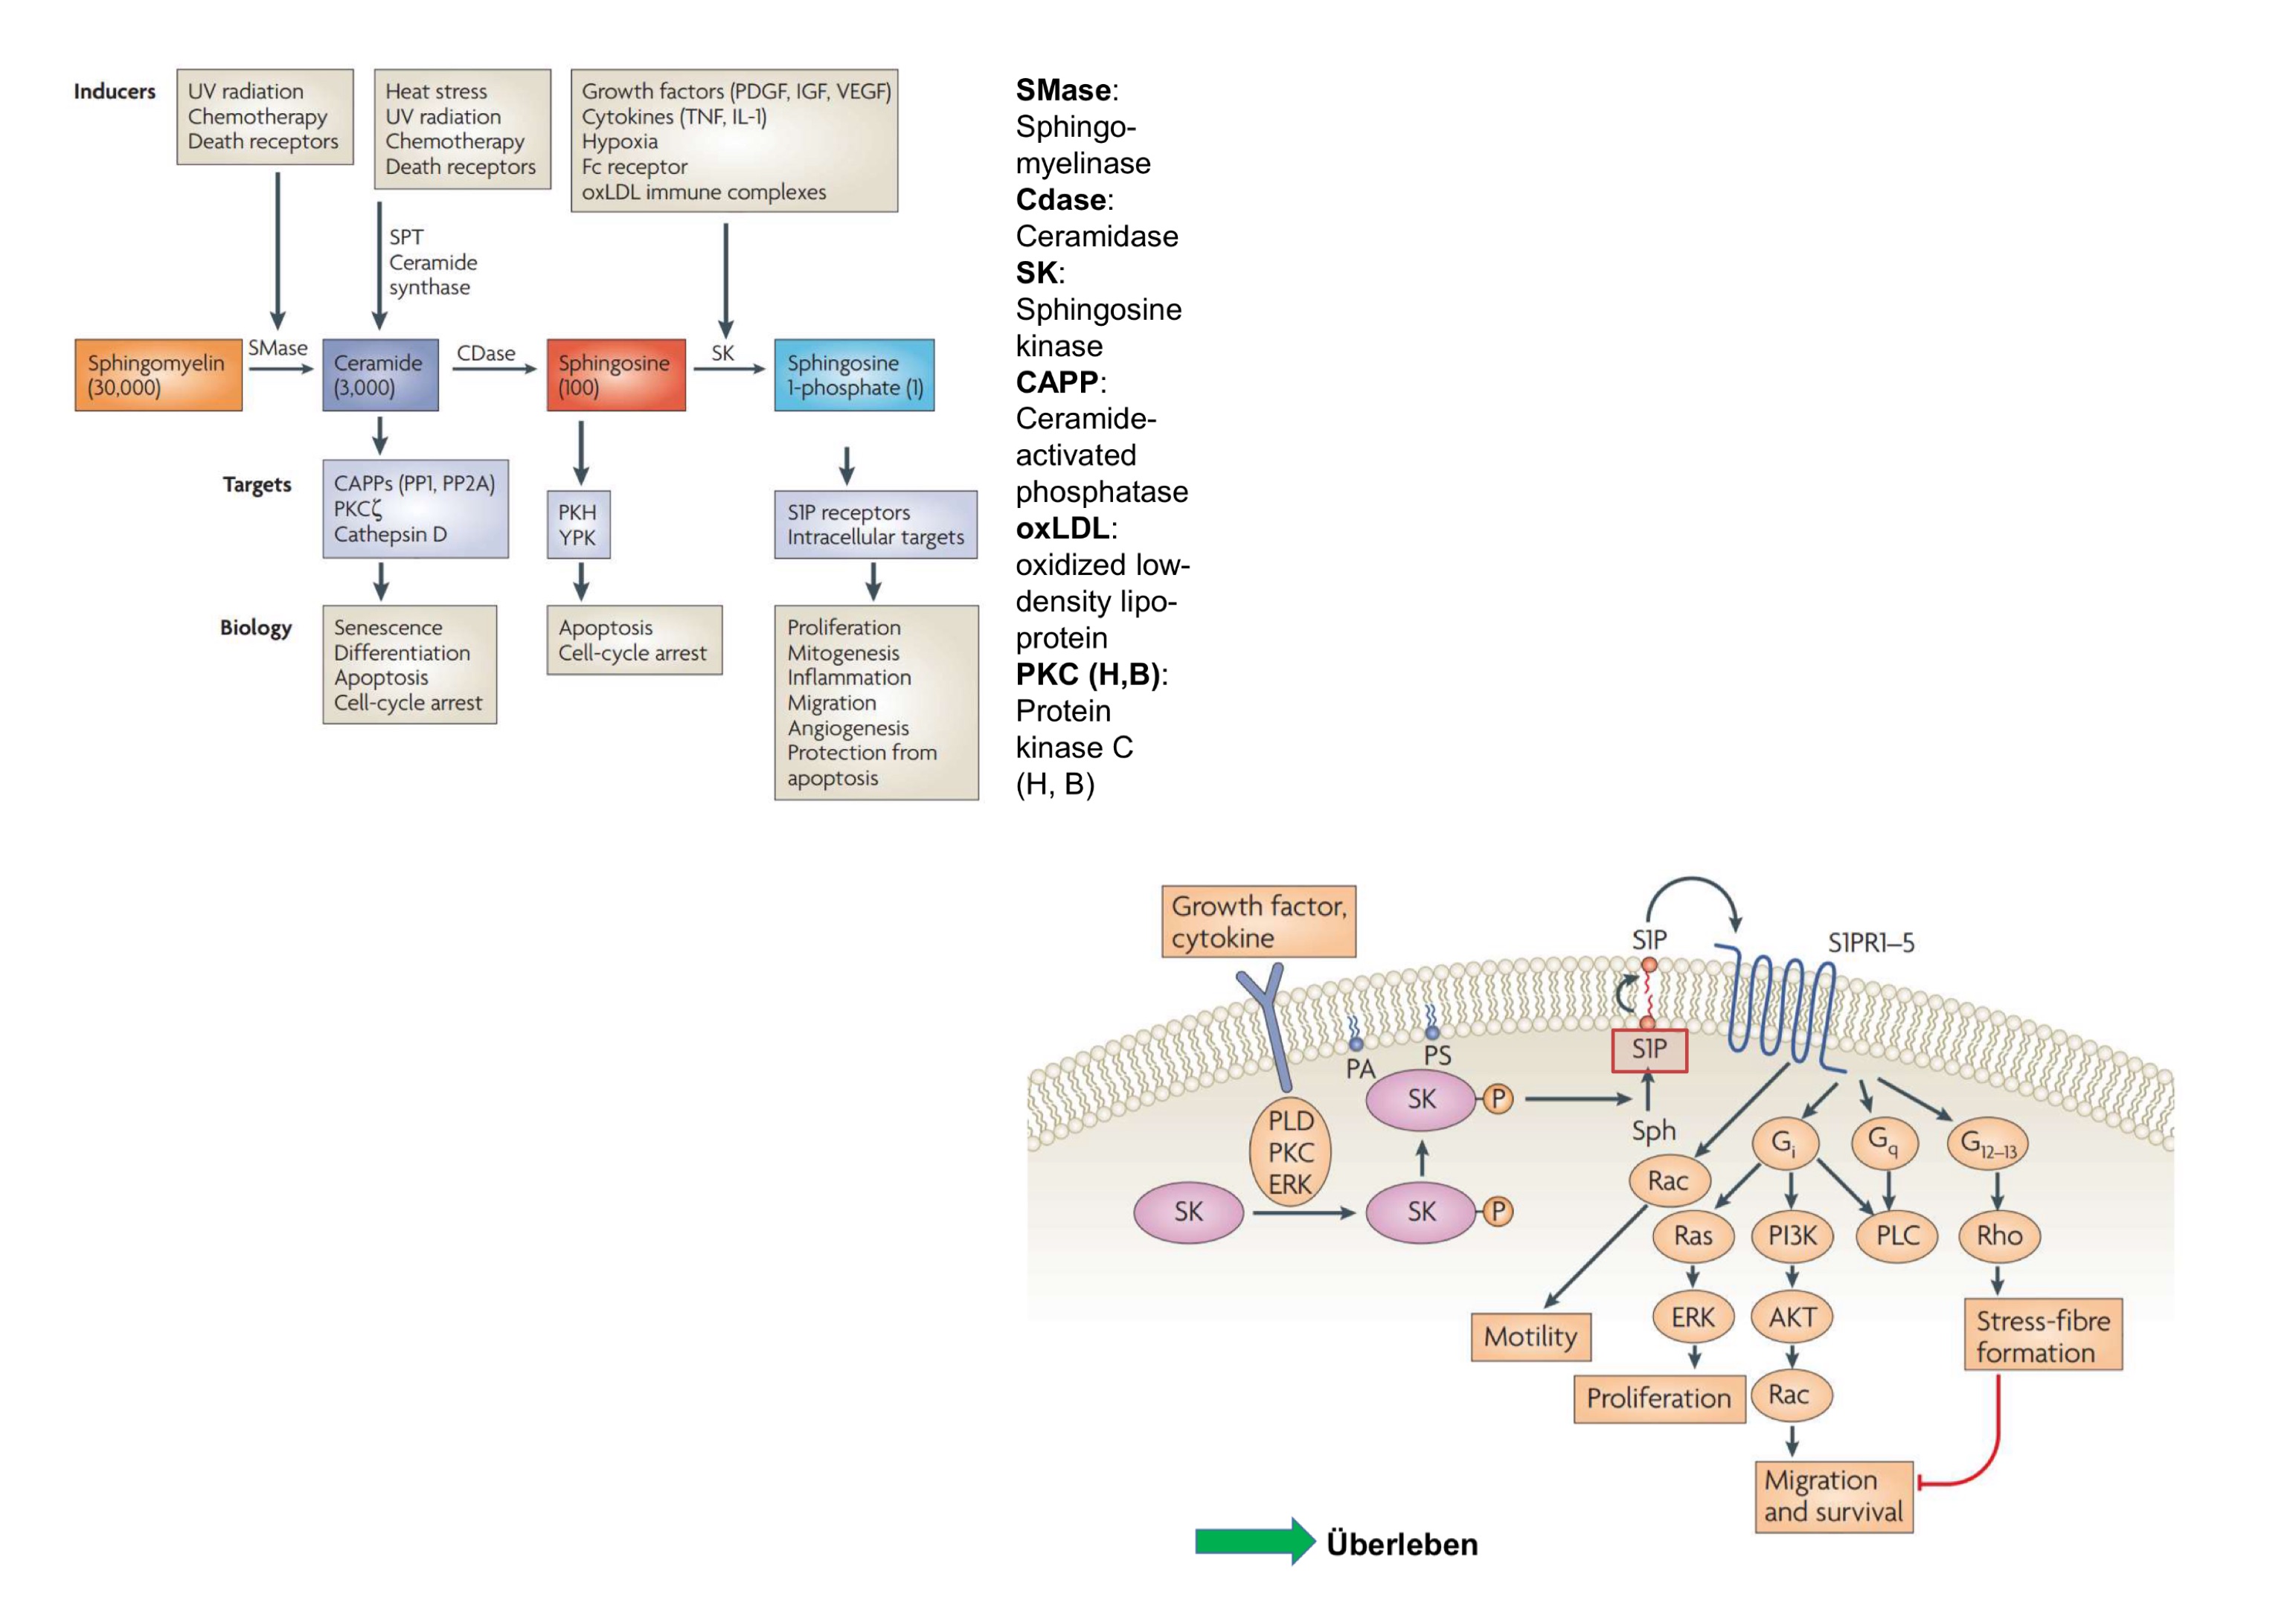 Inducers
UV radiation
Chemotherapy
Death receptors
Heat stress
UV radiation
Chemotherapy
Death receptors
Growth factors (PDGF, IGF, VEGF)
Cytokines (TNF, IL-1)
Hypoxia
Fc receptor
oxLDL immune complexes
SPT
Ceramide
synthase
Sphingomyelin
(30,000)
SMase
Ceramide
(3,000)
CDase
Sphingosine
(100)
SK
Sphingosine
1-phosphate (1)
Targets
CAPPs (PP1, PP2A)
PKCζ
Cathepsin D
PKH
YPK
S1P receptors
Intracellular targets
Biology
Senescence
Differentiation
Apoptosis
Cell-cycle arrest
Apoptosis
Cell-cycle arrest
Proliferation
Mitogenesis
Inflammation
Migration
Angiogenesis
Protection from
apoptosis
SMase:
Sphingo-
myelinase
Cdase:
Ceramidase
SK:
Sphingosine
kinase
CAPP:
Ceramide-
activated
phosphatase
oxLDL:
oxidized low-
density lipo-
protein
PKC (H,B):
Protein
kinase C
(H, B)
Growth factor,
cytokine
S1P
S1PR1–5
PA
PS
S1P
SK
P
Sph
PLD
PKC
ERK
SK
SK
P
Rac
Gi
Gq
G12–13
Ras
PI3K
PLC
Rho
Motility
ERK
AKT
Stress-fibre
formation
Proliferation
Rac
Migration
and survival
Überleben